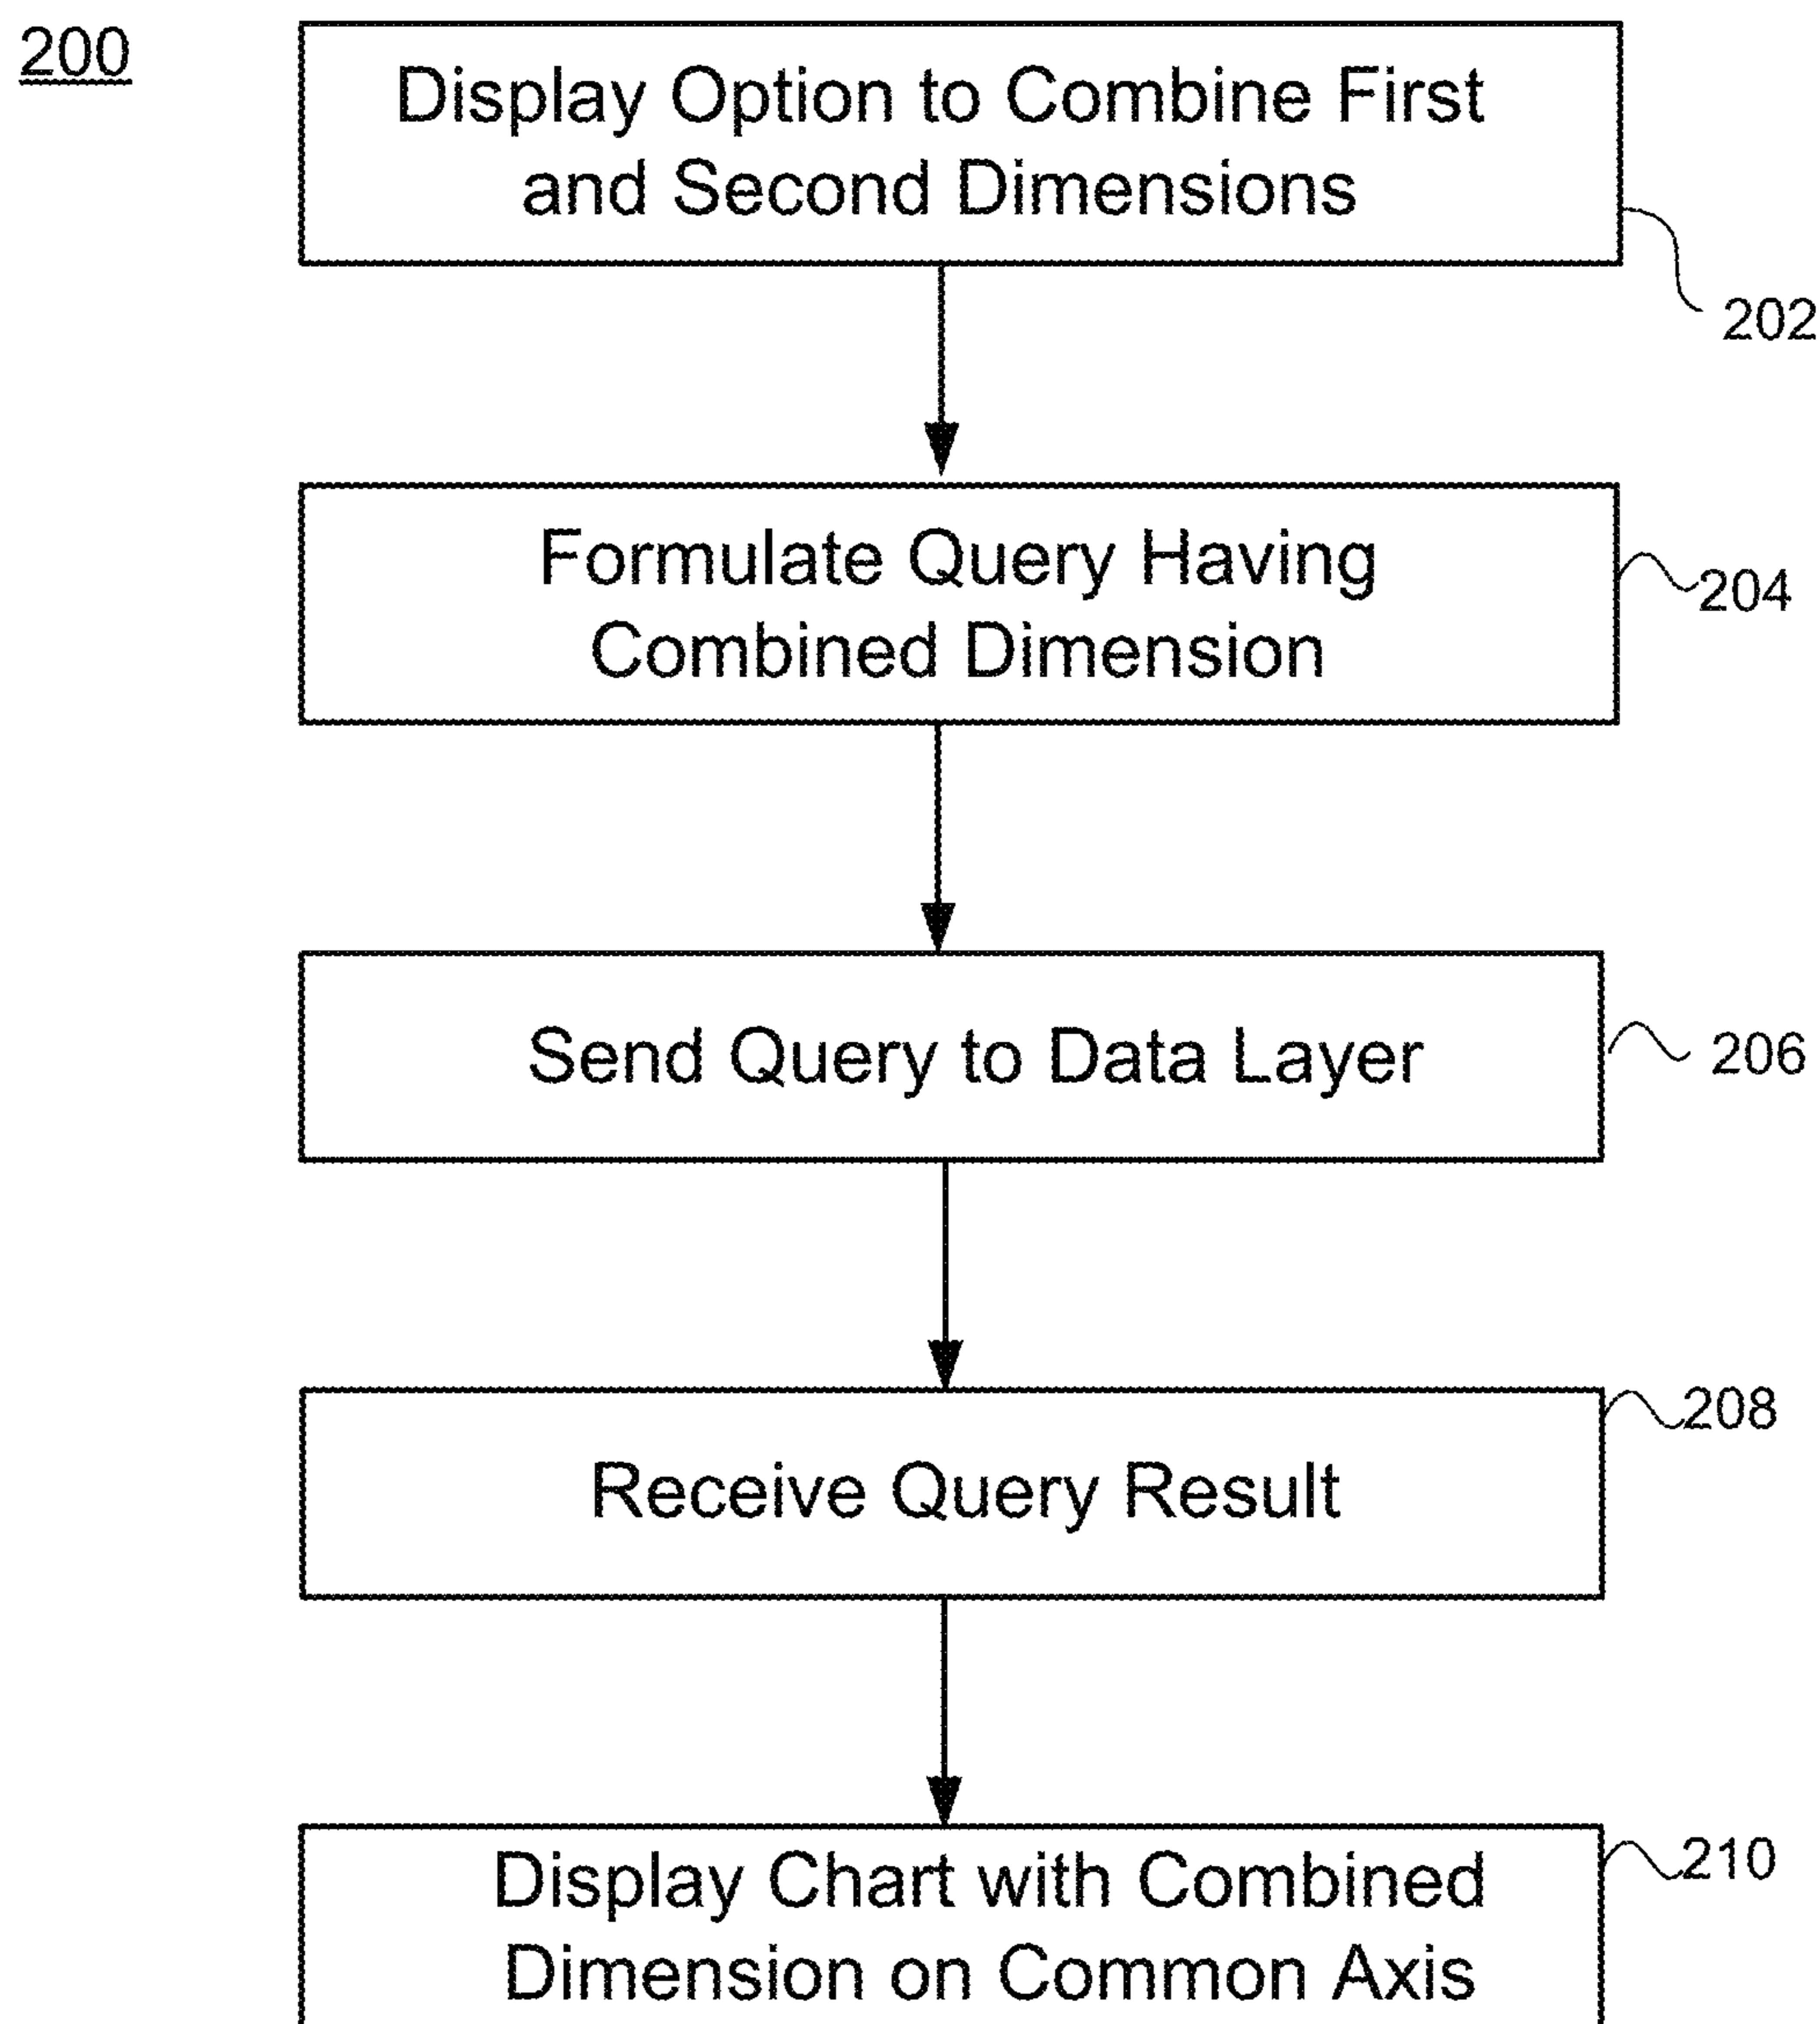 200
Display Option to Combine First
and Second Dimensions
202
Formulate Query Having
Combined Dimension
204
Send Query to Data Layer
206
208
Receive Query Result
210
Display Chart with Combined
Dimension on Common Axis